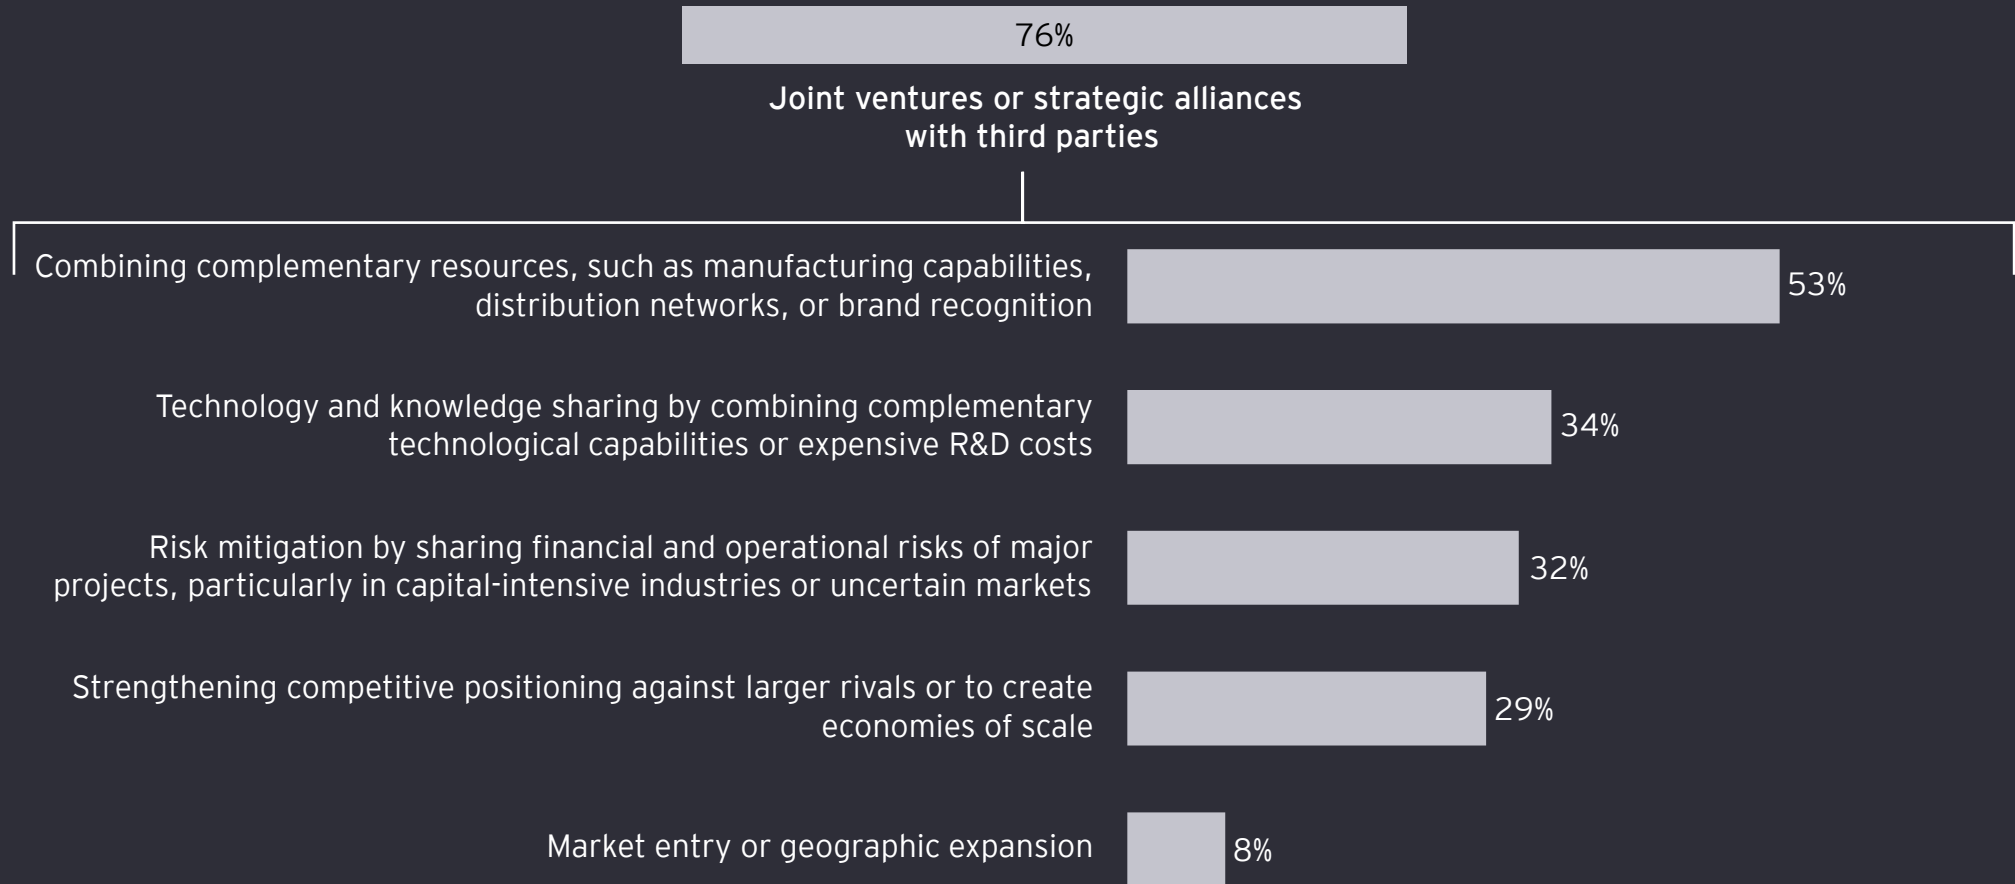 76%
Joint ventures or strategic alliances
with third parties
Combining complementary resources, such as manufacturing capabilities,
distribution networks, or brand recognition
53%
Technology and knowledge sharing by combining complementary
technological capabilities or expensive R&D costs
34%
Risk mitigation by sharing financial and operational risks of major
projects, particularly in capital-intensive industries or uncertain markets
32%
Strengthening competitive positioning against larger rivals or to create
economies of scale
29%
Market entry or geographic expansion
8%